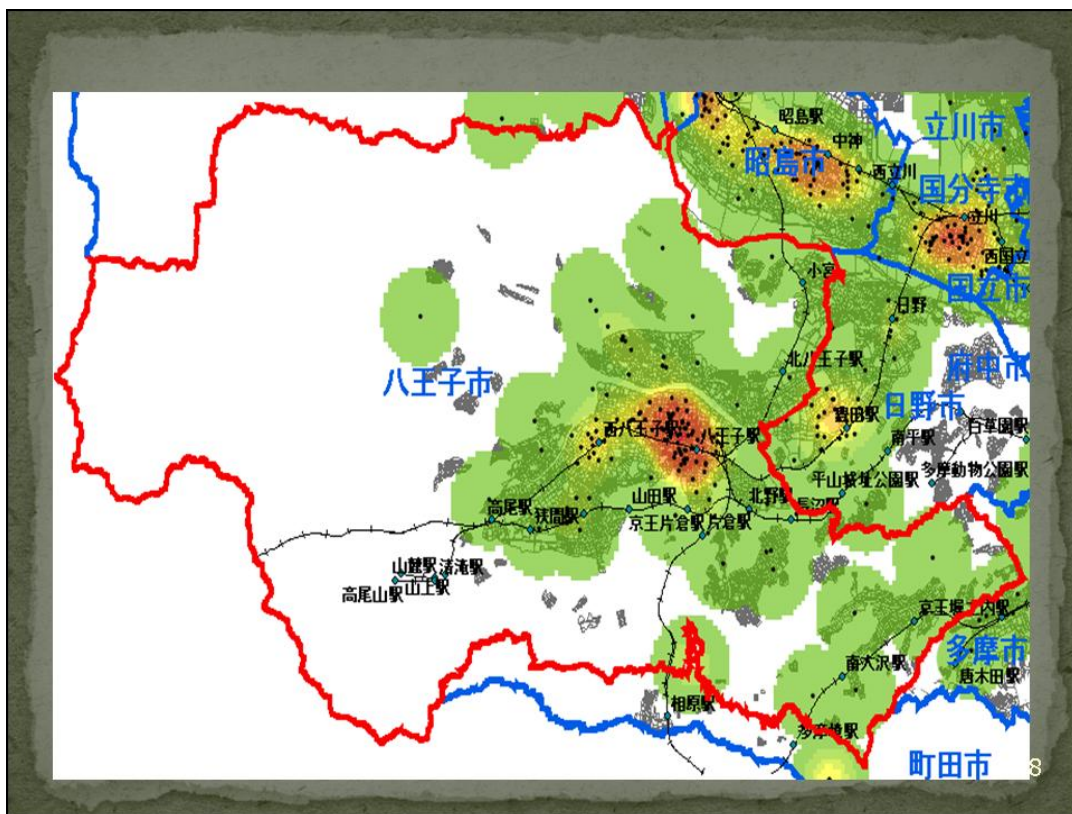 昭島駅
立川市
中神
昭島市
西立川
国分寺市
立川
西国立
小宮
国立市
日野
北八王子駅
府中市
八王子市
日野市
豊田駅
百草園駅
西八王子駅
八王子駅
南平駅
多摩動物公園駅
平山城址公園駅
山田駅
北野駅
長沼駅
高尾駅
狭間駅
京王片倉駅
片倉駅
山麓駅
清滝駅
高尾山駅
山上駅
京王堀之内駅
多摩市
南大沢駅
唐木田駅
相原駅
多摩境駅
町田市
8